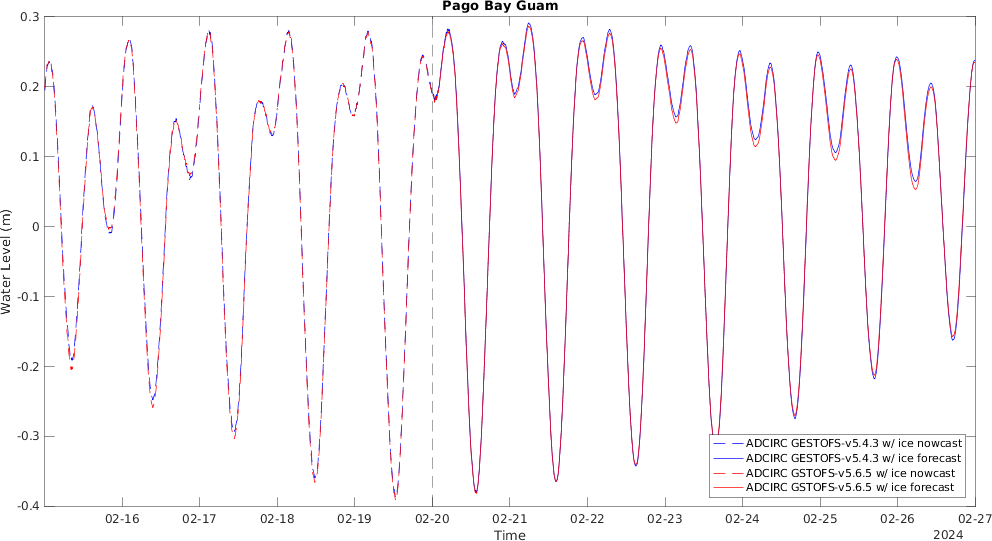 Pago Bay Guam
0.3
0.2
0.1
0
-0.1
-0.2
-0.3
-0.4
Water Level (m)
ADCIRC GESTOFS-v5.4.3 w/ ice nowcast
ADCIRC GESTOFS-v5.4.3 w/ ice forecast
ADCIRC GSTOFS-v5.6.5 w/ ice nowcast
ADCIRC GSTOFS-v5.6.5 w/ ice forecast
02-16 02-17 02-18 02-19 02-20 02-21 02-22 02-23 02-24 02-25 02-26 02-27
Time
2024